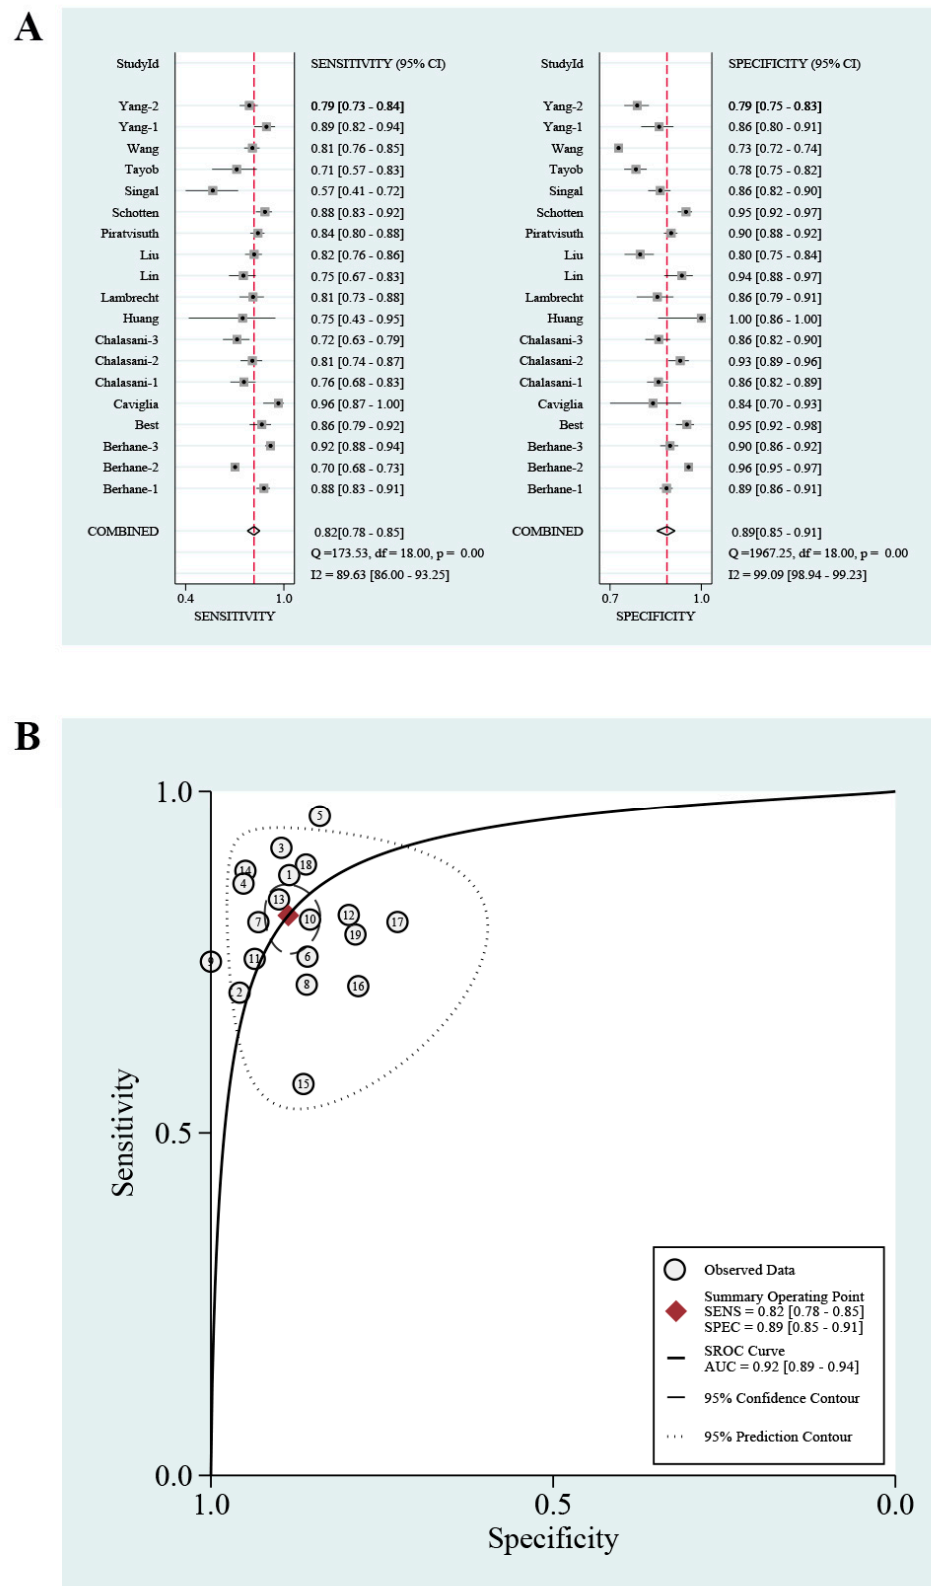 A
StudyId SENSITIVITY (95% CI)
Yang-2 0.79 [0.73 - 0.84]
Yang-1 0.89 [0.82 - 0.94]
Wang 0.81 [0.76 - 0.85]
Tayob 0.71 [0.57 - 0.83]
Singal 0.57 [0.41 - 0.72]
Schotten 0.88 [0.83 - 0.92]
Piratvisuth 0.84 [0.80 - 0.88]
Liu 0.82 [0.76 - 0.86]
Lin 0.75 [0.67 - 0.83]
Lambrecht 0.81 [0.73 - 0.88]
Huang 0.75 [0.43 - 0.95]
Chalasani-3 0.72 [0.63 - 0.79]
Chalasani-2 0.81 [0.74 - 0.87]
Chalasani-1 0.76 [0.68 - 0.83]
Caviglia 0.96 [0.87 - 1.00]
Best 0.86 [0.79 - 0.92]
Berhane-3 0.92 [0.88 - 0.94]
Berhane-2 0.70 [0.68 - 0.73]
Berhane-1 0.88 [0.83 - 0.91]
COMBINED 0.82[0.78 - 0.85]
Q =173.53, df = 18.00, p = 0.00
I2 = 89.63 [86.00 - 93.25]
0.4 1.0
SENSITIVITY
StudyId SPECIFICITY (95% CI)
Yang-2 0.79 [0.75 - 0.83]
Yang-1 0.86 [0.80 - 0.91]
Wang 0.73 [0.72 - 0.74]
Tayob 0.78 [0.75 - 0.82]
Singal 0.86 [0.82 - 0.90]
Schotten 0.95 [0.92 - 0.97]
Piratvisuth 0.90 [0.88 - 0.92]
Liu 0.80 [0.75 - 0.84]
Lin 0.94 [0.88 - 0.97]
Lambrecht 0.86 [0.79 - 0.91]
Huang 1.00 [0.86 - 1.00]
Chalasani-3 0.86 [0.82 - 0.90]
Chalasani-2 0.93 [0.89 - 0.96]
Chalasani-1 0.86 [0.82 - 0.89]
Caviglia 0.84 [0.70 - 0.93]
Best 0.95 [0.92 - 0.98]
Berhane-3 0.90 [0.86 - 0.92]
Berhane-2 0.96 [0.95 - 0.97]
Berhane-1 0.89 [0.86 - 0.91]
COMBINED 0.89[0.85 - 0.91]
Q =1967.25, df = 18.00, p = 0.00
I2 = 99.09 [98.94 - 99.23]
0.7 1.0
SPECIFICITY
B
1.0
5
3
18
14
1
4
13
7
10
12
17
19
11
6
9
8
16
2
15
0.5
Sensitivity
Observed Data
Summary Operating Point
SENS = 0.82 [0.78 - 0.85]
SPEC = 0.89 [0.85 - 0.91]
SROC Curve
AUC = 0.92 [0.89 - 0.94]
95% Confidence Contour
95% Prediction Contour
0.0
1.0 0.5 0.0
Specificity